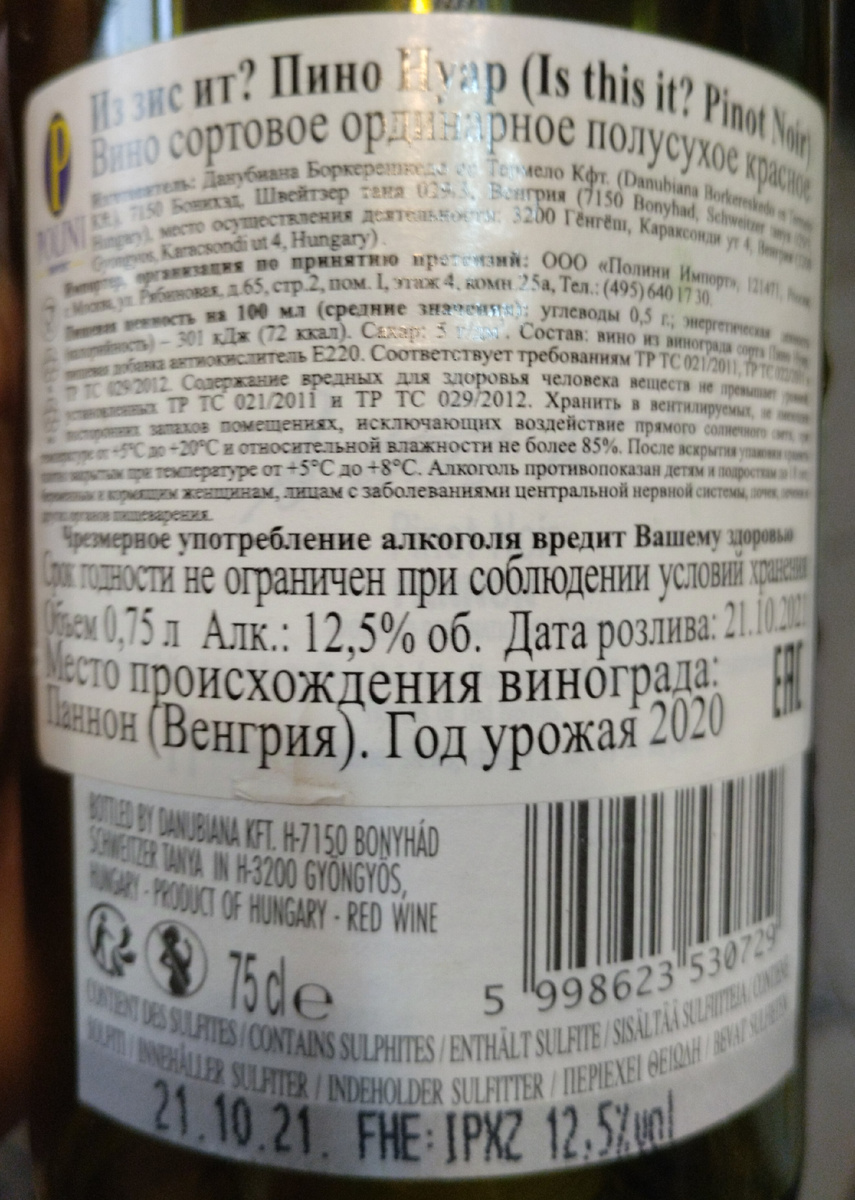 Из зис ит? Пино Нуар (Is this it? Pinot Noir)
Вино сортовое ординарное полусухое красное
Изготовитель: Данубиана Боркерешкеде ес Термело Кфт. (Danubiana Borkereskedo es Termelo
Kft.), 7150 Бонихад, Швейтзер таня 029.3, Венгрия (7150 Bonyhad, Schweitzer tanya
Hungary), место осуществления деятельности: 3200 Гёнгёш, Караксонди ут 4, Венгрия
Gyongyos, Karacsondi ut 4, Hungary).
POLINI
Импортер, организация по принятию претензий: ООО «Полини Импорт», 121471, Россия
г. Москва, ул. Рябиновая, д.65, стр.2, пом. I, этаж 4, комн 25а, Тел.: (495) 640 17 30.
Пищевая ценность на 100 мл (средние значения): углеводы 0,5 г.; энергетическая ценность
(калорийность) – 301 кДж (72 ккал). Сахар: 5 Состав: вино из винограда сорта Пино
пищевая добавка антиокислитель Е220. Соответствует требованиям ТР ТС 021/2011, ТР ТС 022/2011
ТР ТС 029/2012. Содержание вредных для здоровья человека веществ не превышает
установленных ТР ТС 021/2011 и ТР ТС 029/2012. Хранить в вентилируемых, не имеющих
посторонних запахов помещениях, исключающих воздействие прямого солнечного света, при
температуре от +5°C до +20°C и относительной влажности не более 85%. После вскрытия упаковки хранить
плотно закрытым при температуре от +5°C до +8°C. Алкоголь противопоказан детям и подросткам до 18
беременным и кормящим женщинам, лицам с заболеваниями центральной нервной системы, почек, печени и
других органов пищеварения.
Чрезмерное употребление алкоголя вредит Вашему здоровью
Срок годности не ограничен при соблюдении условий хранения
Объем 0,75 л Алк.: 12,5% об. Дата розлива: 21.10.2021
Место происхождения винограда:
Паннон (Венгрия). Год урожая 2020
EAC
BOTTLED BY DANUBIANA KFT. H-7150 BONYHÁD
SCHWEITZER TANYA IN H-3200 GYÖNGYÖS,
HUNGARY - PRODUCT OF HUNGARY - RED WINE
75 cl e
5 998623 530729
CONTIENT DES SULFITES / CONTAINS SULPHITES / ENTHÄLT SULFITE / SISÄLTÄÄ SULFIITTEJA / CONTIENE
SOLFITI / INNEHÅLLER SULFITER / INDEHOLDER SULFITTER / ΠΕΡΙΕΧΕΙ ΘΕΙΩΔΗ / BEVAT SULFIETEN
21.10.21. FHE: IPXZ 12.5%vol